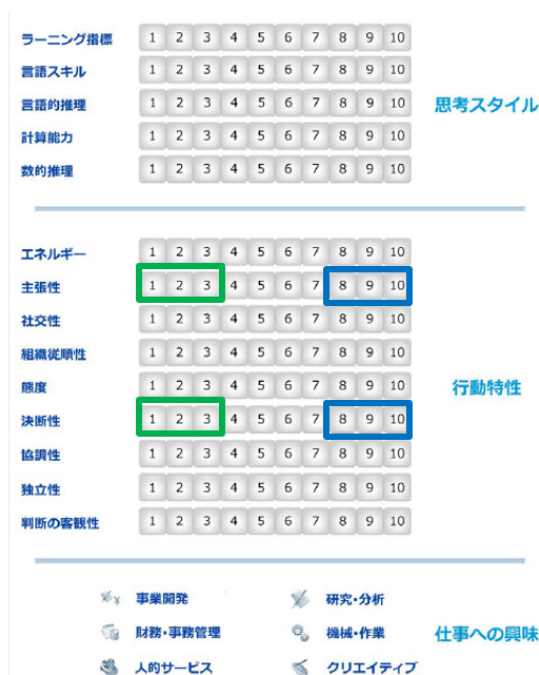 ラーニング指標 1 2 3 4 5 6 7 8 9 10
言語スキル 1 2 3 4 5 6 7 8 9 10
言語的推理 1 2 3 4 5 6 7 8 9 10 思考スタイル
計算能力 1 2 3 4 5 6 7 8 9 10
数的推理 1 2 3 4 5 6 7 8 9 10
エネルギー 1 2 3 4 5 6 7 8 9 10
主張性 1 2 3 4 5 6 7 8 9 10
社交性 1 2 3 4 5 6 7 8 9 10
組織従順性 1 2 3 4 5 6 7 8 9 10
態度 1 2 3 4 5 6 7 8 9 10 行動特性
決断性 1 2 3 4 5 6 7 8 9 10
協調性 1 2 3 4 5 6 7 8 9 10
独立性 1 2 3 4 5 6 7 8 9 10
判断の客観性 1 2 3 4 5 6 7 8 9 10
事業開発 研究・分析
財務・事務管理 機械・作業 仕事への興味
人的サービス クリエイティブ